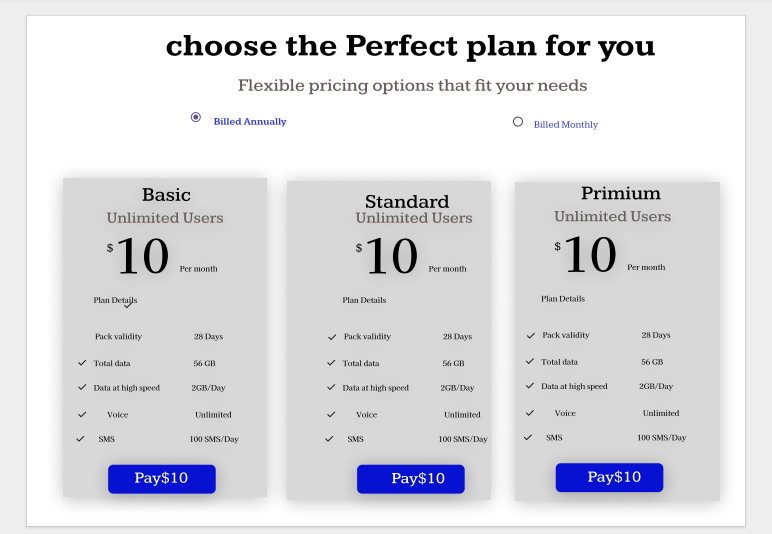 choose the Perfect plan for you
Flexible pricing options that fit your needs
Billed Annually
Billed Monthly
Basic
Unlimited Users
$10
Per month
Plan Details
Pack validity 28 Days
Total data 56 GB
Data at high speed 2GB/Day
Voice Unlimited
SMS 100 SMS/Day
Pay$10
Standard
Unlimited Users
$10
Per month
Plan Details
Pack validity 28 Days
Total data 56 GB
Data at high speed 2GB/Day
Voice Unlimited
SMS 100 SMS/Day
Pay$10
Primium
Unlimited Users
$10
Per month
Plan Details
Pack validity 28 Days
Total data 56 GB
Data at high speed 2GB/Day
Voice Unlimited
SMS 100 SMS/Day
Pay$10